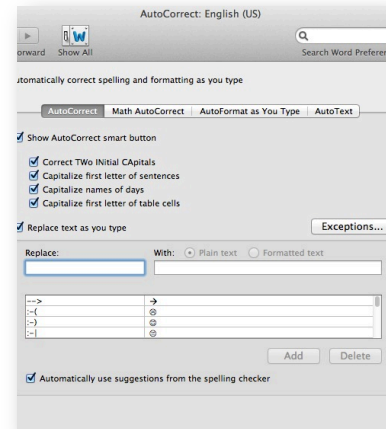 AutoCorrect: English (US)
orward Show All Search Word Prefere
utomatically correct spelling and formatting as you type
AutoCorrect Math AutoCorrect AutoFormat as You Type AutoText
Show AutoCorrect smart button
Correct TWo INitial CApitals
Capitalize first letter of sentences
Capitalize names of days
Capitalize first letter of table cells
Replace text as you type Exceptions...
Replace: With: Plain text Formatted text
--> →
:-( ☹
:-) ☺
:-| 😐
Add Delete
Automatically use suggestions from the spelling checker